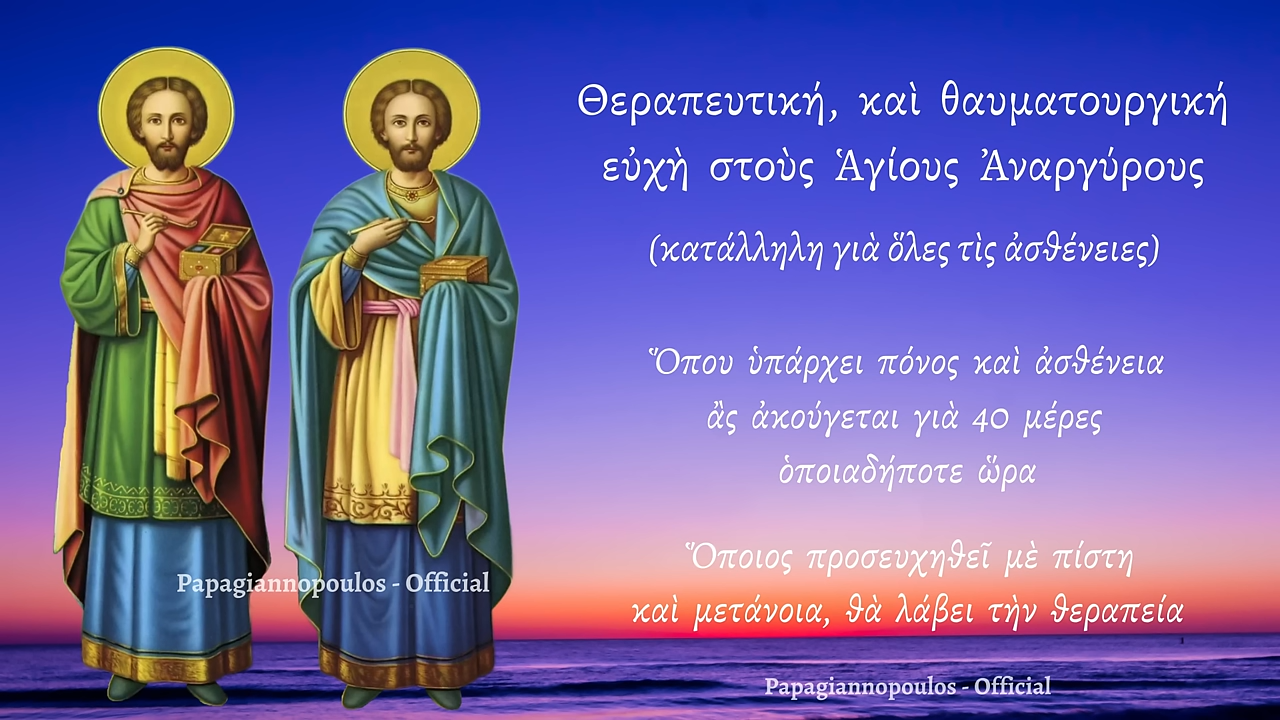 Θεραπευτική, καὶ θαυματουργική
εὐχὴ στοὺς Ἁγίους Ἀναργύρους
(κατάλληλη γιὰ ὅλες τὶς ἀσθένειες)
Ὅπου ὑπάρχει πόνος καὶ ἀσθένεια
ἂς ἀκούγεται γιὰ 40 μέρες
ὁποιαδήποτε ὥρα
Ὅποιος προσευχηθεῖ μὲ πίστη
καὶ μετάνοια, θὰ λάβει τὴν θεραπεία
Papagiannopoulos - Official
Papagiannopoulos - Official